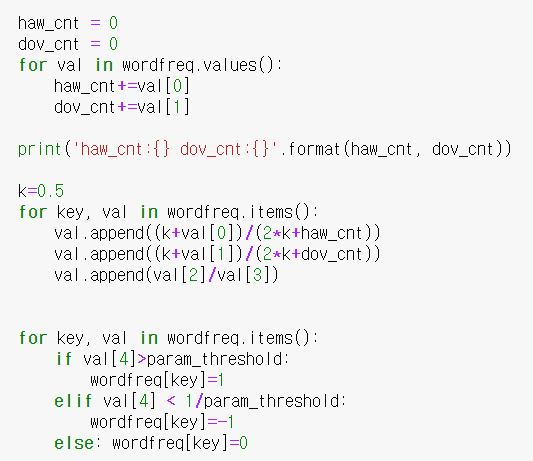 haw_cnt = 0
dov_cnt = 0
for val in wordfreq.values():
    haw_cnt+=val[0]
    dov_cnt+=val[1]

print('haw_cnt:{} dov_cnt:{}'.format(haw_cnt, dov_cnt))

k=0.5
for key, val in wordfreq.items():
    val.append((k+val[0])/(2*k+haw_cnt))
    val.append((k+val[1])/(2*k+dov_cnt))
    val.append(val[2]/val[3])


for key, val in wordfreq.items():
    if val[4]>param_threshold:
        wordfreq[key]=1
    elif val[4] < 1/param_threshold:
        wordfreq[key]=-1
    else: wordfreq[key]=0